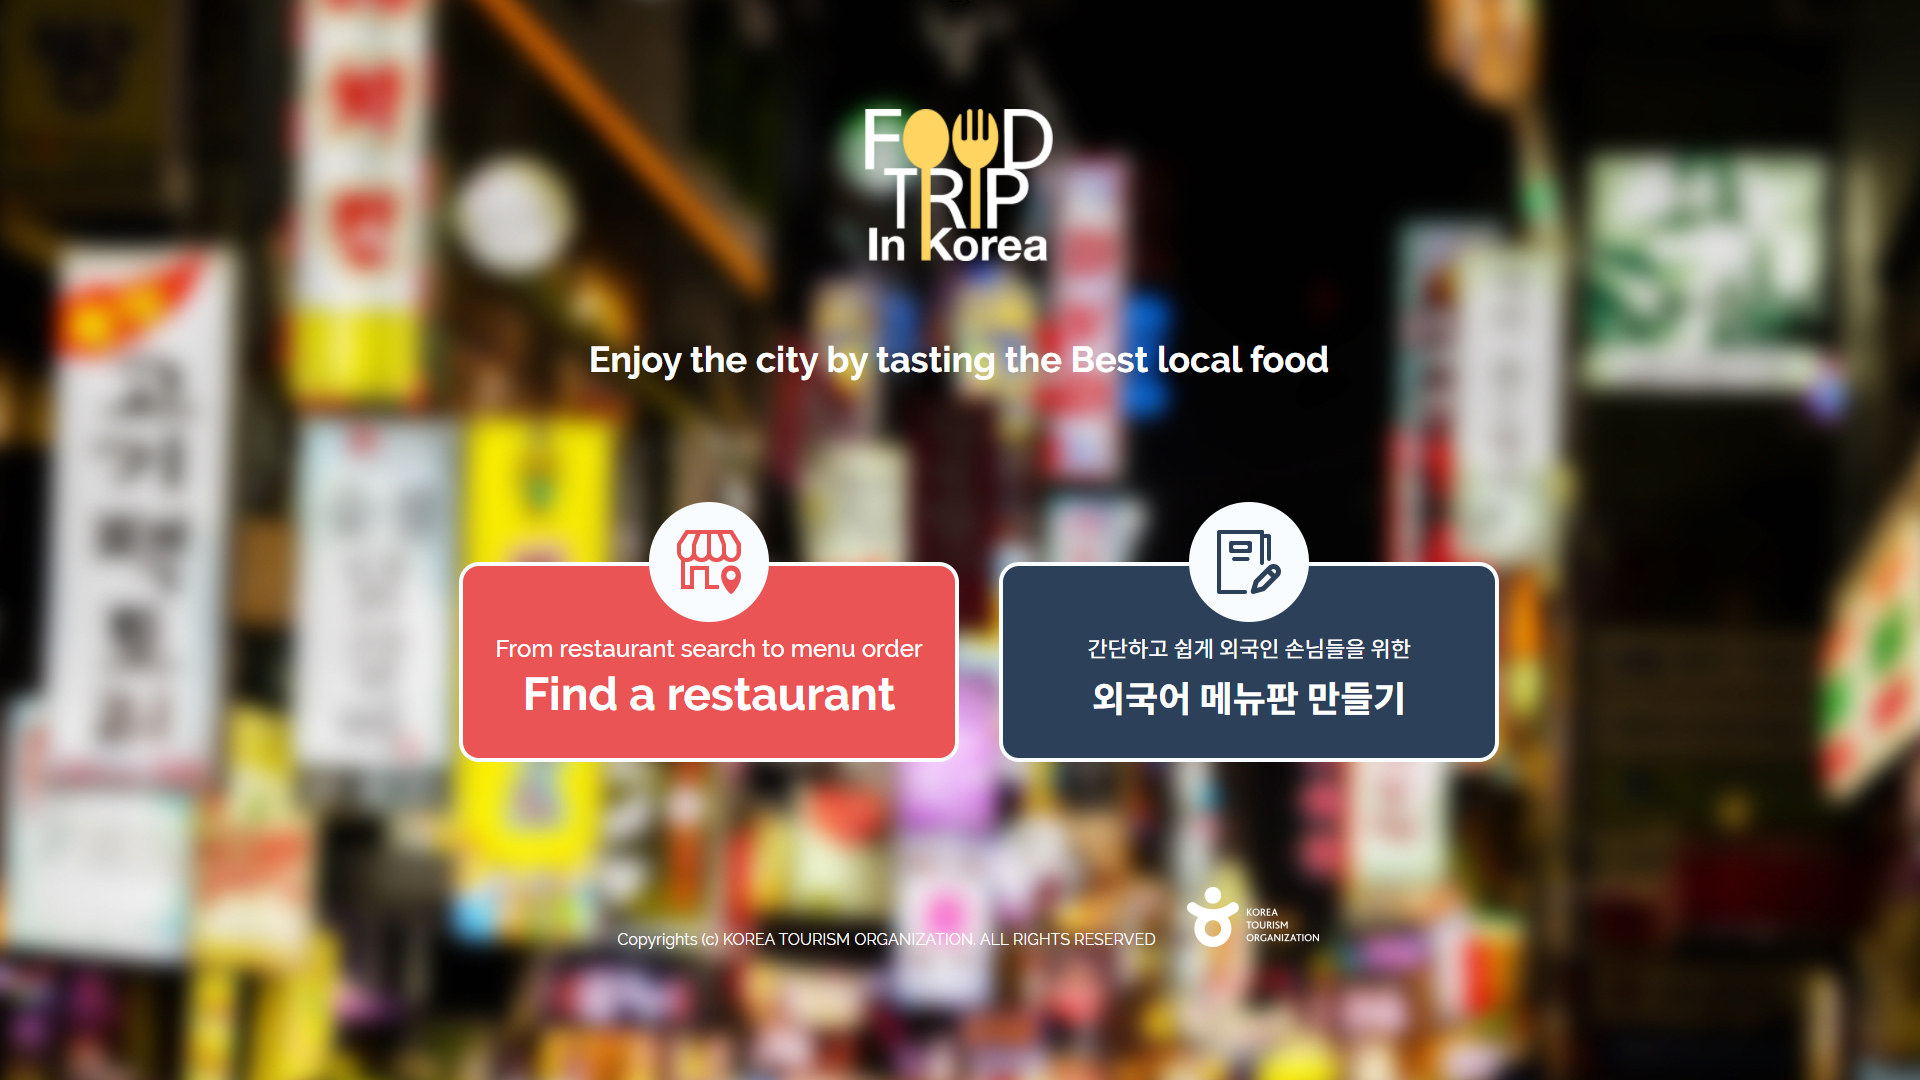 FOOD
TRIP
In Korea
Enjoy the city by tasting the Best local food
From restaurant search to menu order
Find a restaurant
간단하고 쉽게 외국인 손님들을 위한
외국어 메뉴판 만들기
Copyrights (c) KOREA TOURISM ORGANIZATION. ALL RIGHTS RESERVED
KOREA
TOURISM
ORGANIZATION